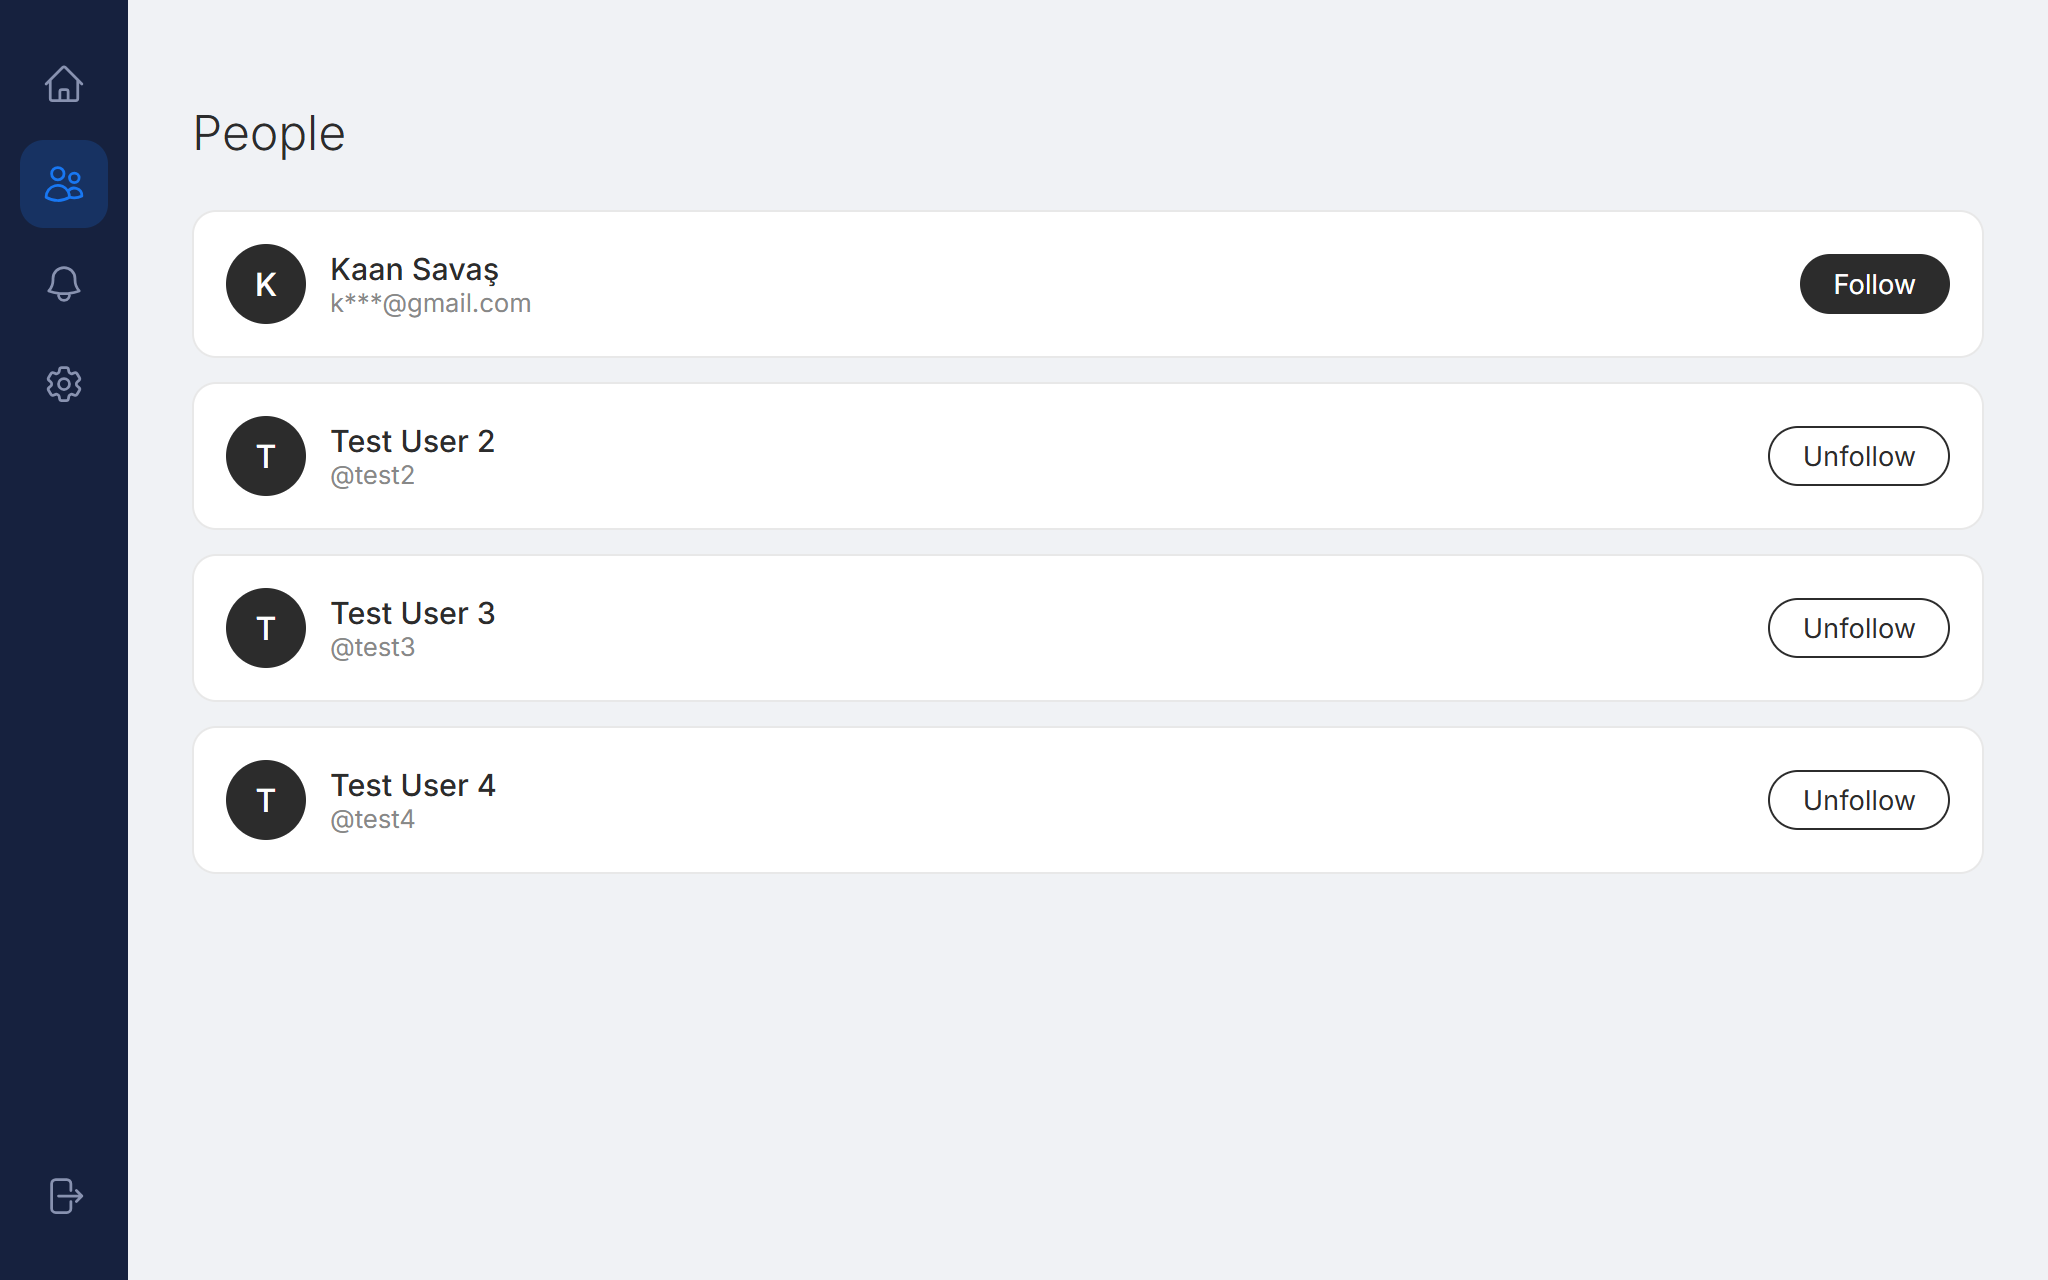 People
K
Kaan Savaş
k***@gmail.com
Follow
T
Test User 2
@test2
Unfollow
T
Test User 3
@test3
Unfollow
T
Test User 4
@test4
Unfollow